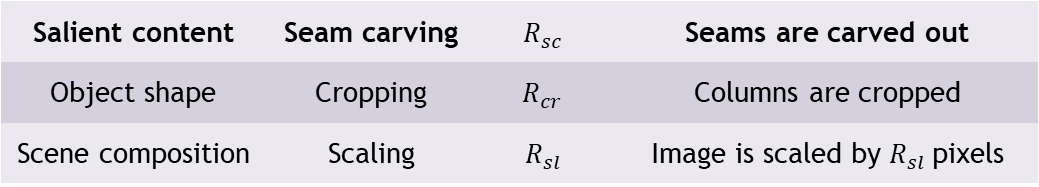 Salient content Seam carving R_sc Seams are carved out
Object shape Cropping R_cr Columns are cropped
Scene composition Scaling R_sl Image is scaled by R_sl pixels